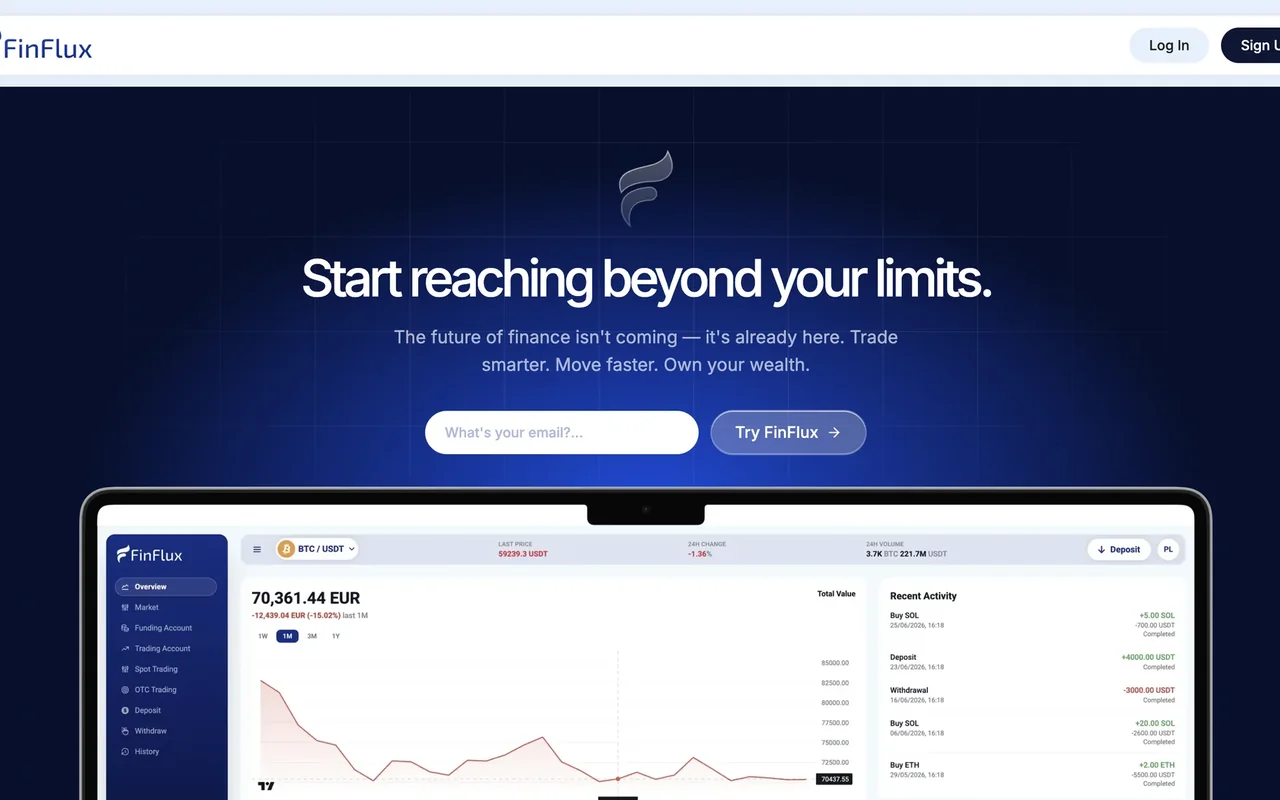 FinFlux
Log In
Sign U
Start reaching beyond your limits.
The future of finance isn't coming — it's already here. Trade
smarter. Move faster. Own your wealth.
What's your email?...
Try FinFlux →
FinFlux
Overview
Market
Funding Account
Trading Account
Spot Trading
OTC Trading
Deposit
Withdraw
History
BTC / USDT
LAST PRICE
59239.3 USDT
24H CHANGE
-1.36%
24H VOLUME
3.7K BTC 221.7M USDT
Deposit
PL
70,361.44 EUR
-12,439.04 EUR (-15.02%) last 1M
1W 1M 3M 1Y
Total Value
85000.00
82500.00
80000.00
77500.00
75000.00
72500.00
70437.55
Recent Activity
Buy SOL
25/06/2026, 16:18
+5.00 SOL
-700.00 USDT
Completed
Deposit
23/06/2026, 16:18
+4000.00 USDT
Completed
Withdrawal
16/06/2026, 16:18
-3000.00 USDT
Completed
Buy SOL
06/06/2026, 16:18
+20.00 SOL
-2600.00 USDT
Completed
Buy ETH
29/05/2026, 16:18
+2.00 ETH
-5500.00 USDT
Completed